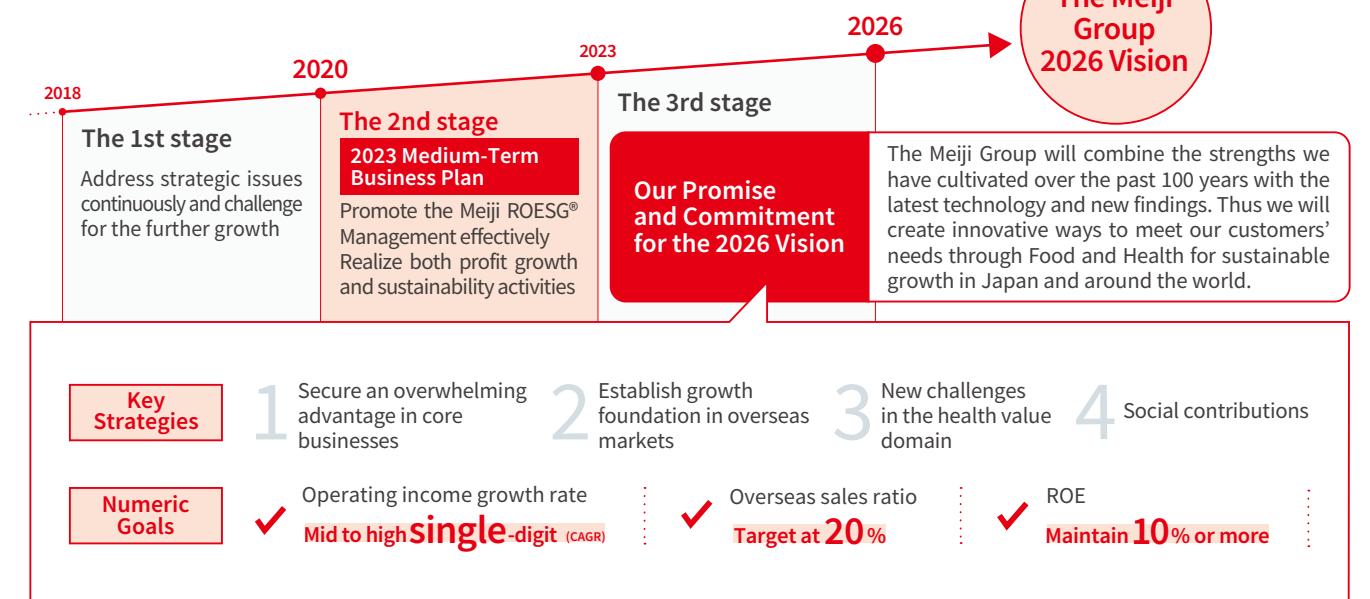 The Meiji
Group
2026 Vision
2026
2023
2020
2018
The 1st stage
Address strategic issues
continuously and challenge
for the further growth
The 2nd stage
2023 Medium-Term
Business Plan
Promote the Meiji ROESG®
Management effectively
Realize both profit growth
and sustainability activities
The 3rd stage
Our Promise
and Commitment
for the 2026 Vision
The Meiji Group will combine the strengths we
have cultivated over the past 100 years with the
latest technology and new findings. Thus we will
create innovative ways to meet our customers’
needs through Food and Health for sustainable
growth in Japan and around the world.
Key
Strategies
1
Secure an overwhelming
advantage in core
businesses
2
Establish growth
foundation in overseas
markets
3
New challenges
in the health value
domain
4
Social contributions
Numeric
Goals
Operating income growth rate
Mid to high single-digit (CAGR)
Overseas sales ratio
Target at 20%
ROE
Maintain 10% or more